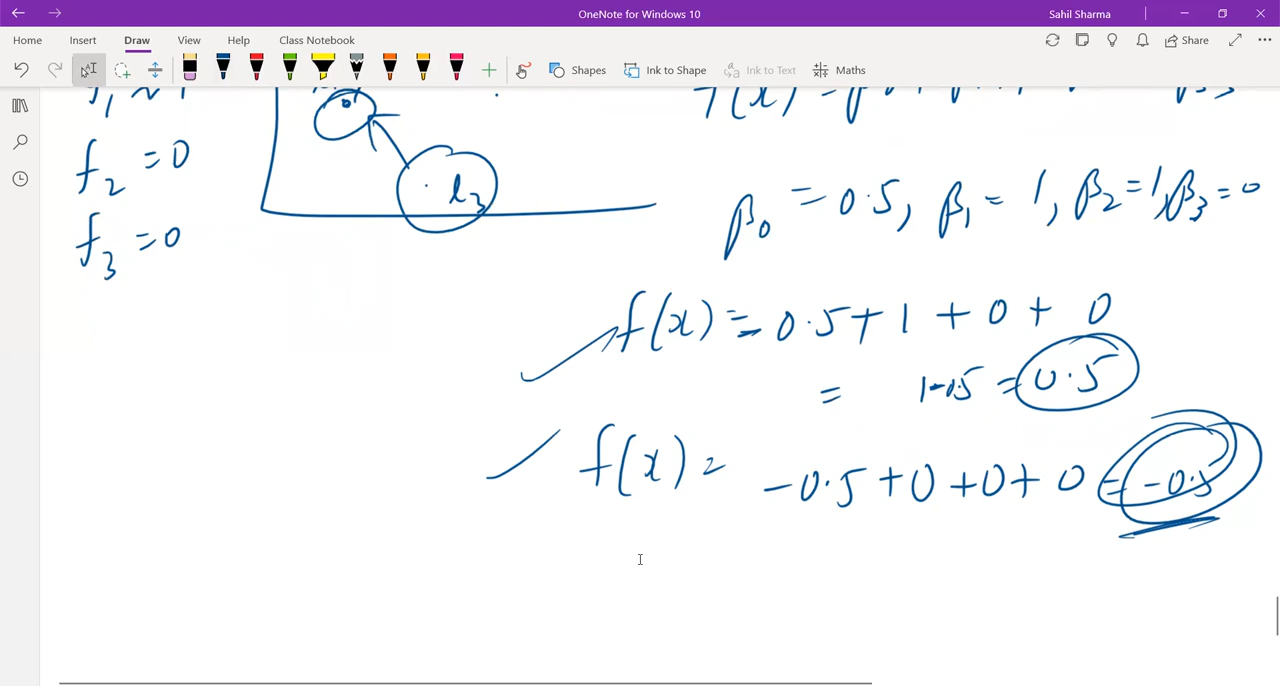 OneNote for Windows 10
Sahil Sharma
Home Insert Draw View Help Class Notebook
Share
Shapes Ink to Shape Ink to Text Maths
f₂ = 0
f₃ = 0
l₃
β₀ = 0.5, β₁ = 1, β₂ = 1, β₃ = 0
f(x) = 0.5 + 1 + 0 + 0
= 1-0.5 = 0.5
f(x) = -0.5 + 0 + 0 + 0 = -0.5